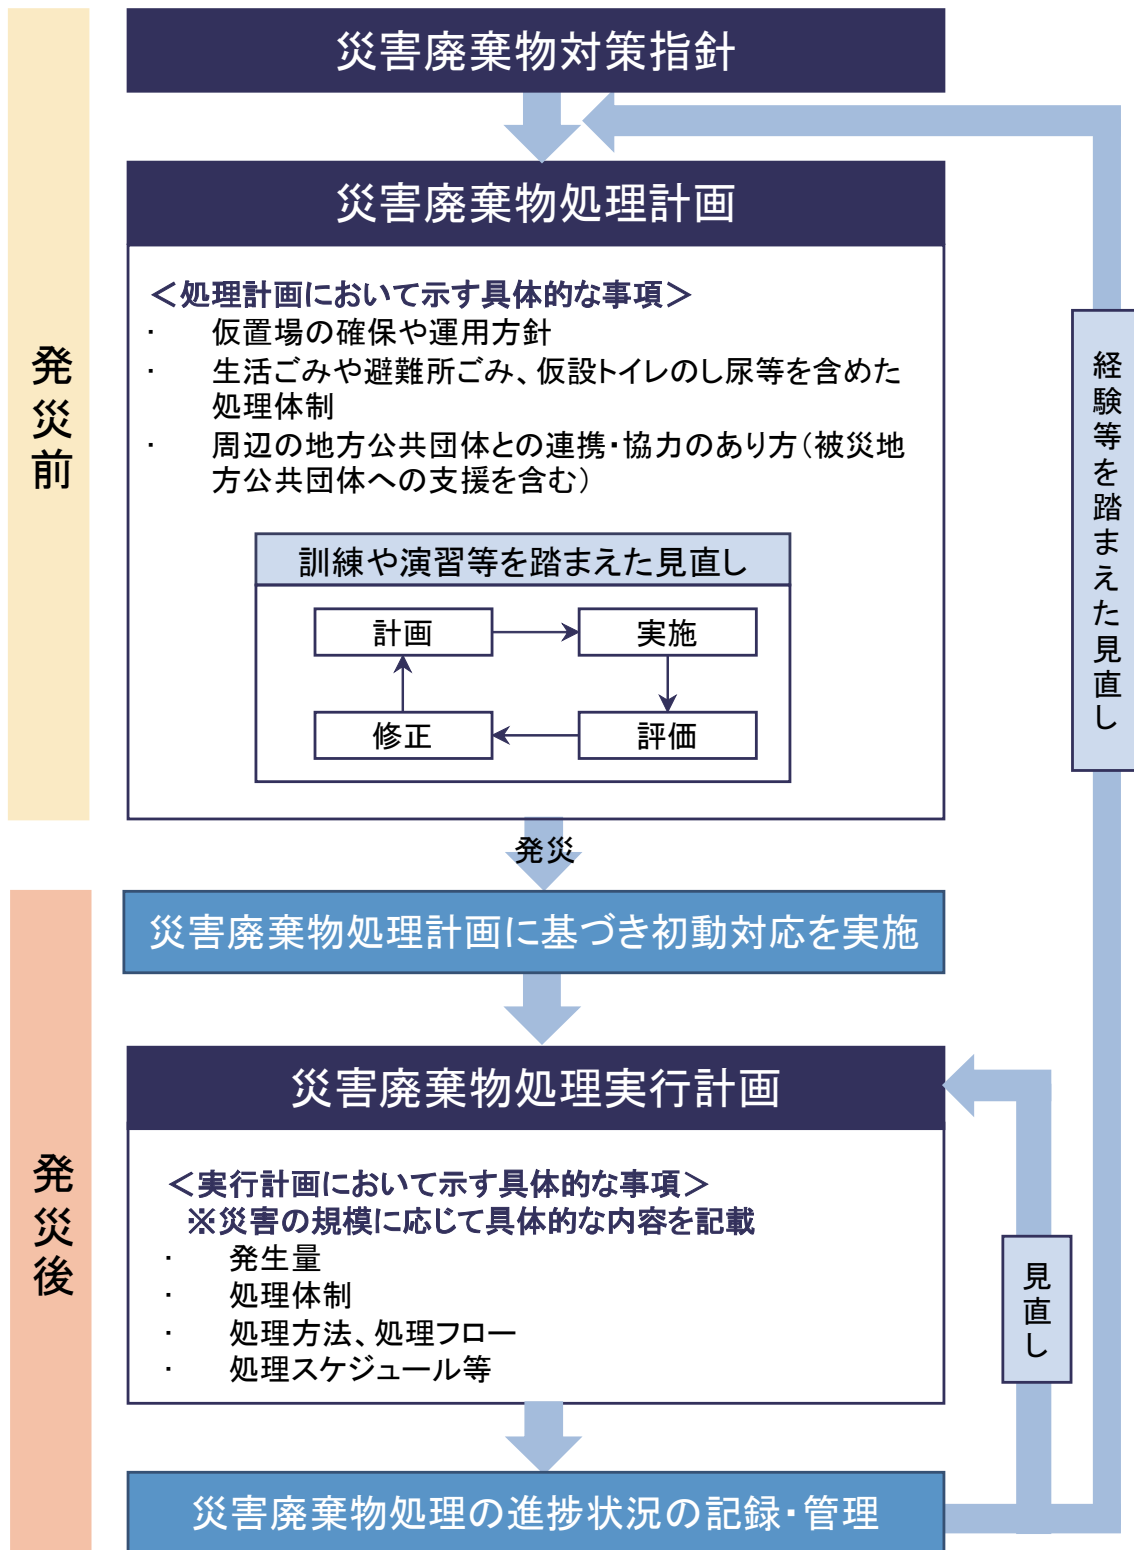 災害廃棄物対策指針
発災前
災害廃棄物処理計画
＜処理計画において示す具体的な事項＞
・ 仮置場の確保や運用方針
・ 生活ごみや避難所ごみ、仮設トイレのし尿等を含めた
処理体制
・ 周辺の地方公共団体との連携・協力のあり方（被災地
方公共団体への支援を含む）
訓練や演習等を踏まえた見直し
計画
実施
修正
評価
経験等を踏まえた見直し
発災
発災後
災害廃棄物処理計画に基づき初動対応を実施
災害廃棄物処理実行計画
＜実行計画において示す具体的な事項＞
※災害の規模に応じて具体的な内容を記載
・ 発生量
・ 処理体制
・ 処理方法、処理フロー
・ 処理スケジュール等
見直し
災害廃棄物処理の進捗状況の記録・管理